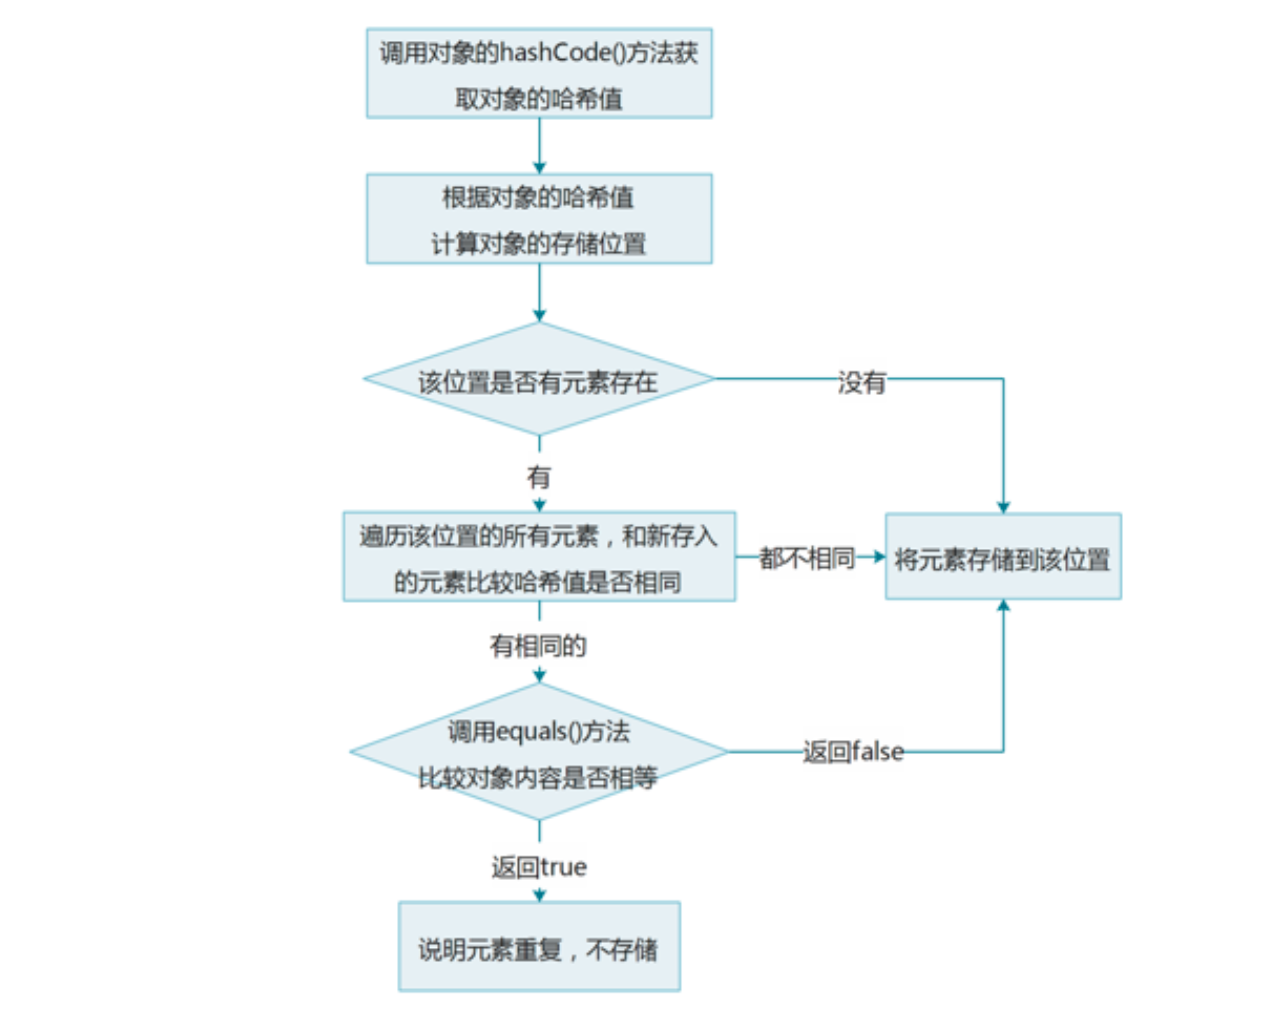 调用对象的hashCode()方法获
取对象的哈希值
根据对象的哈希值
计算对象的存储位置
该位置是否有元素存在
没有
有
遍历该位置的所有元素，和新存入
的元素比较哈希值是否相同
都不相同
将元素存储到该位置
有相同的
调用equals()方法
比较对象内容是否相等
返回false
返回true
说明元素重复，不存储